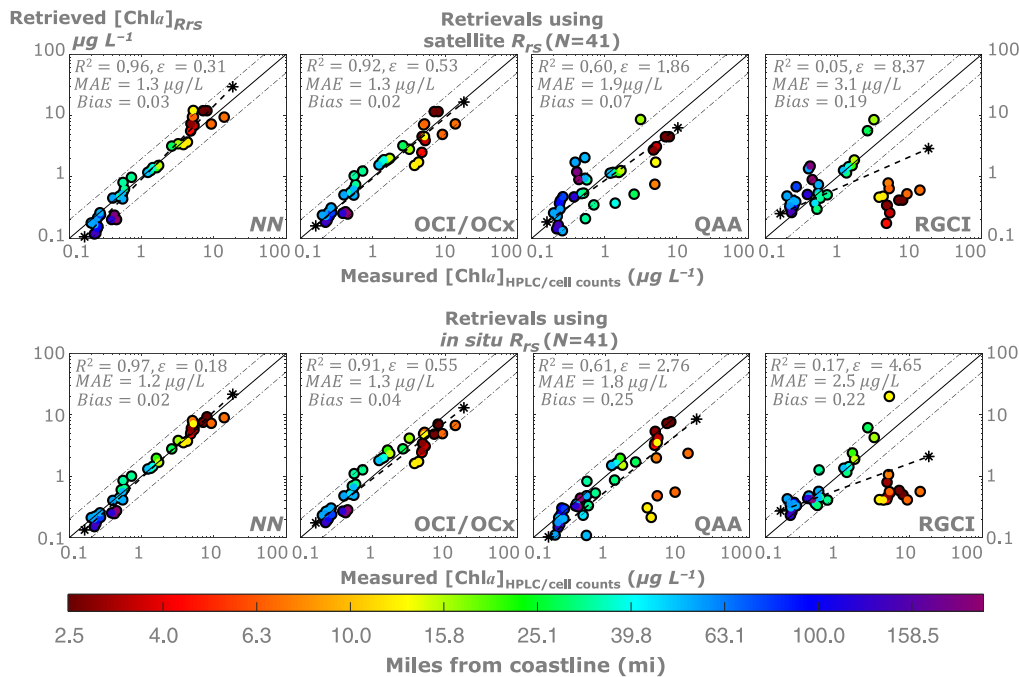 Retrieved [Chla]Rrs
µg L⁻¹
Retrievals using
satellite Rrs (N=41)
100
10
1
0.1
R² = 0.96, ε = 0.31
MAE = 1.3 µg/L
Bias = 0.03
NN
R² = 0.92, ε = 0.53
MAE = 1.3 µg/L
Bias = 0.02
OCI/OCx
R² = 0.60, ε = 1.86
MAE = 1.9µg/L
Bias = 0.07
QAA
R² = 0.05, ε = 8.37
MAE = 3.1 µg/L
Bias = 0.19
RGCI
100
10
1
0.1
0.1 1 10 100
0.1 1 10 100
0.1 1 10 100
0.1 1 10 100
Measured [Chla]HPLC/cell counts (µg L⁻¹)
Retrievals using
in situ Rrs (N=41)
100
10
1
0.1
R² = 0.97, ε = 0.18
MAE = 1.2 µg/L
Bias = 0.02
NN
R² = 0.91, ε = 0.55
MAE = 1.3 µg/L
Bias = 0.04
OCI/OCx
R² = 0.61, ε = 2.76
MAE = 1.8 µg/L
Bias = 0.25
QAA
R² = 0.17, ε = 4.65
MAE = 2.5 µg/L
Bias = 0.22
RGCI
100
10
1
0.1
0.1 1 10 100
0.1 1 10 100
0.1 1 10 100
0.1 1 10 100
Measured [Chla]HPLC/cell counts (µg L⁻¹)
2.5 4.0 6.3 10.0 15.8 25.1 39.8 63.1 100.0 158.5
Miles from coastline (mi)